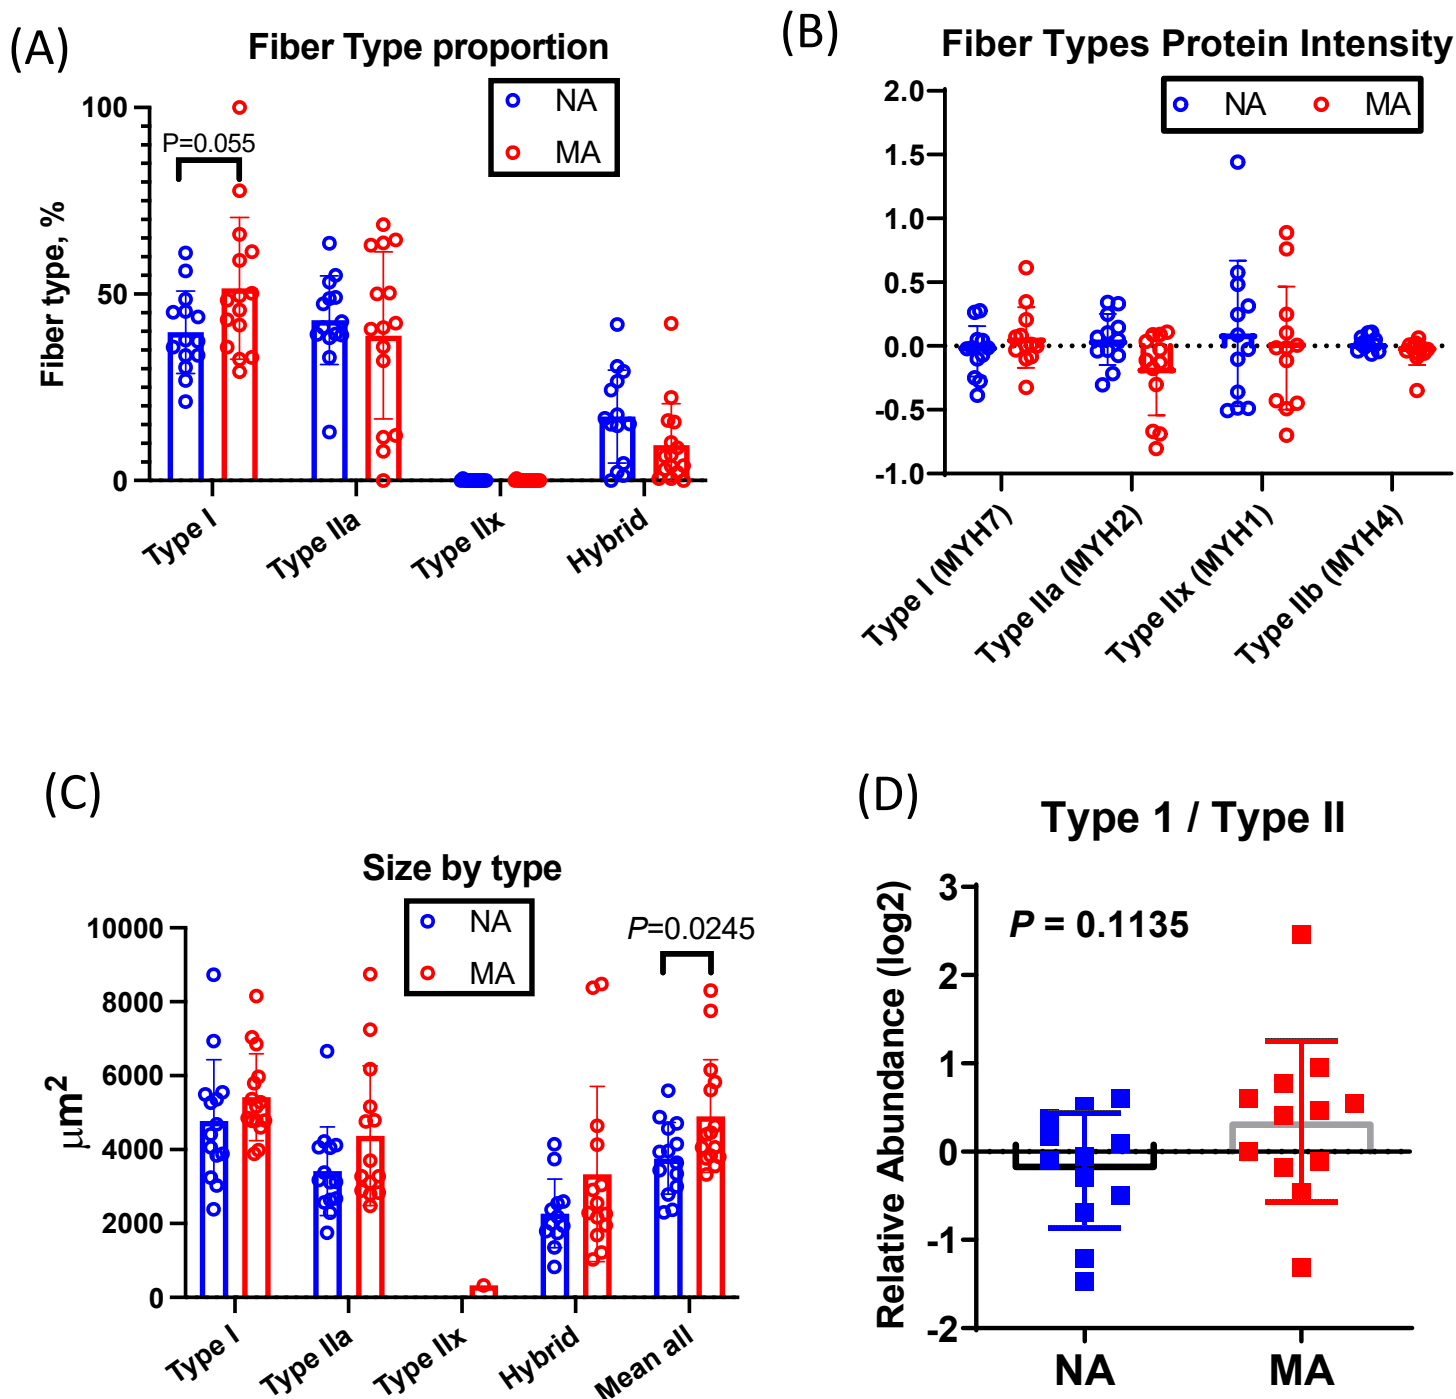 (A)
Fiber Type proportion
NA
MA
P=0.055
Fiber type, %
100
50
0
Type I
Type IIa
Type IIx
Hybrid
(B)
Fiber Types Protein Intensity
NA MA
2.0
1.5
1.0
0.5
0.0
-0.5
-1.0
Type I (MYH7)
Type IIa (MYH2)
Type IIx (MYH1)
Type IIb (MYH4)
(C)
Size by type
NA
MA
P=0.0245
μm2
10000
8000
6000
4000
2000
0
Type I
Type IIa
Type IIx
Hybrid
Mean all
(D)
Type 1 / Type II
P = 0.1135
Relative Abundance (log2)
3
2
1
0
-1
-2
NA
MA